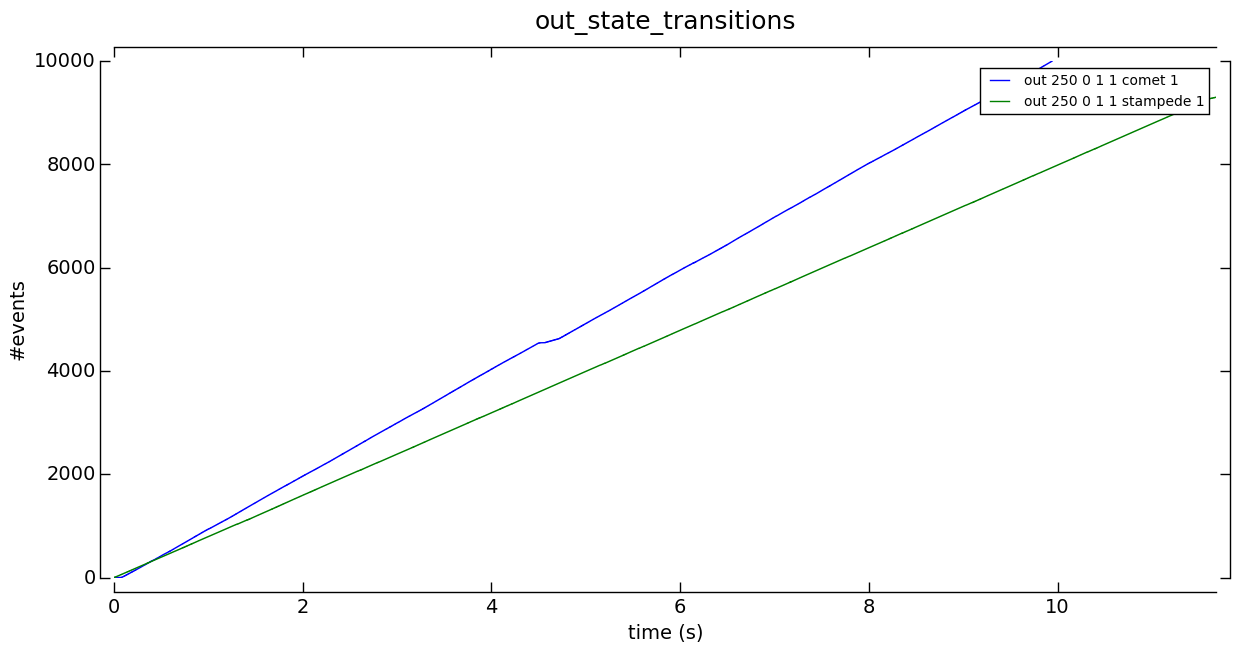 out_state_transitions
10000
8000
6000
4000
2000
0
#events
out 250 0 1 1 comet 1
out 250 0 1 1 stampede 1
0 2 4 6 8 10
time (s)